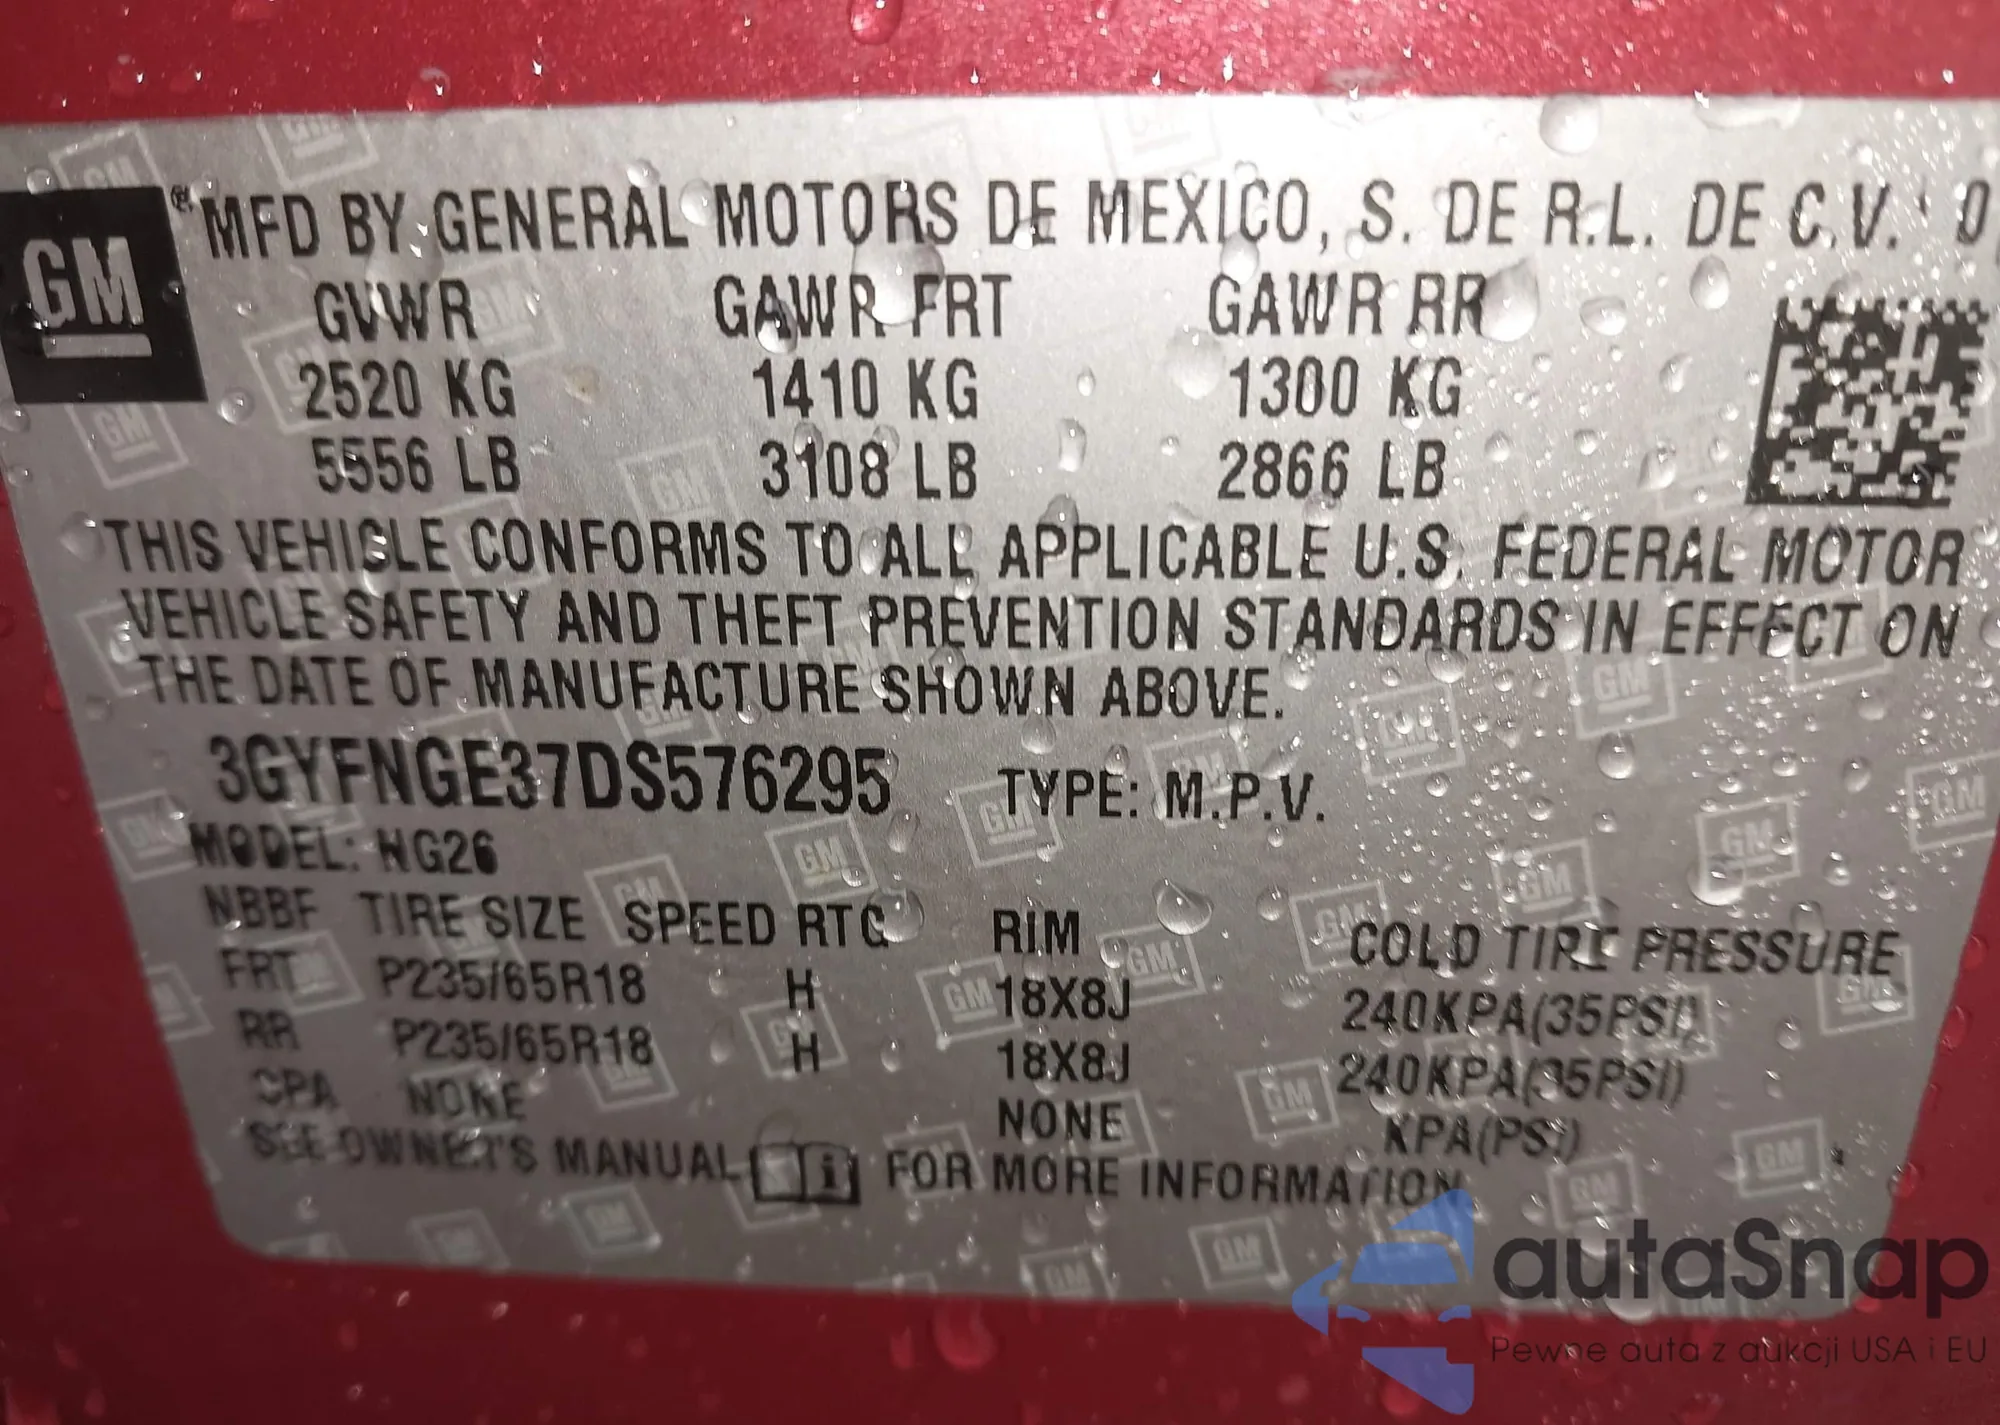 GM
® MFD BY GENERAL MOTORS DE MEXICO, S. DE R.L. DE C.V. 0
GVWR GAWR FRT GAWR RR
2520 KG 1410 KG 1300 KG
5556 LB 3108 LB 2866 LB
THIS VEHICLE CONFORMS TO ALL APPLICABLE U.S. FEDERAL MOTOR
VEHICLE SAFETY AND THEFT PREVENTION STANDARDS IN EFFECT ON
THE DATE OF MANUFACTURE SHOWN ABOVE.
3GYFNGE37DS576295 TYPE: M.P.V.
MODEL: NG26
NBBF TIRE SIZE SPEED RTG RIM COLD TIRE PRESSURE
FRT P235/65R18 H 18X8J 240KPA(35PSI)
RR P235/65R18 H 18X8J 240KPA(35PSI)
SPA NONE NONE KPA(PSI)
SEE OWNER'S MANUAL i FOR MORE INFORMATION
autaSnap
Pewne auta z aukcji USA i EU